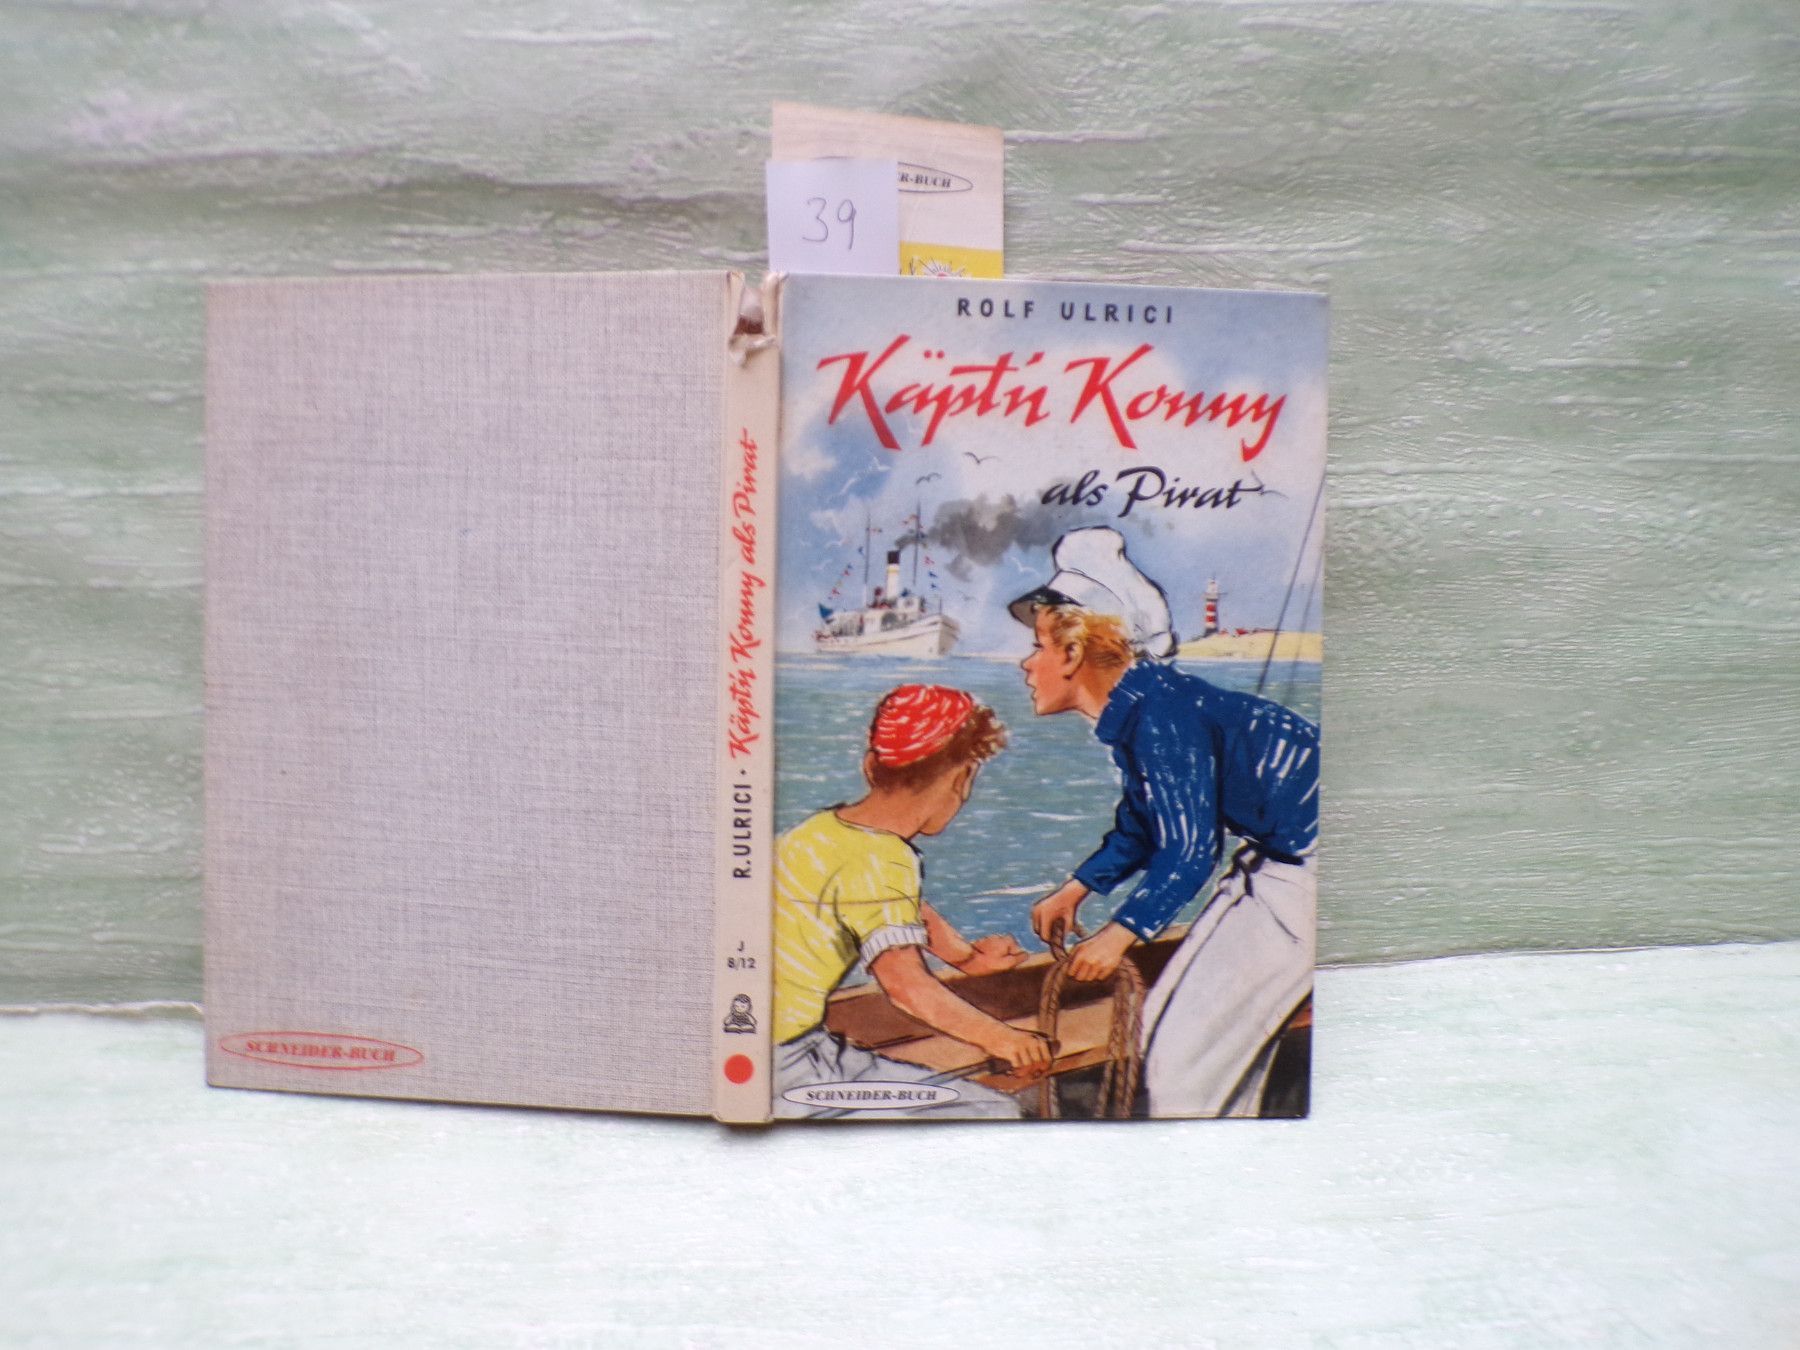 ER-BUCH
39
ROLF ULRICI
Käpt'n Konny
als Pirat
R. ULRICI · Käpt'n Konny als Pirat
J
8/12
SCHNEIDER-BUCH
SCHNEIDER-BUCH